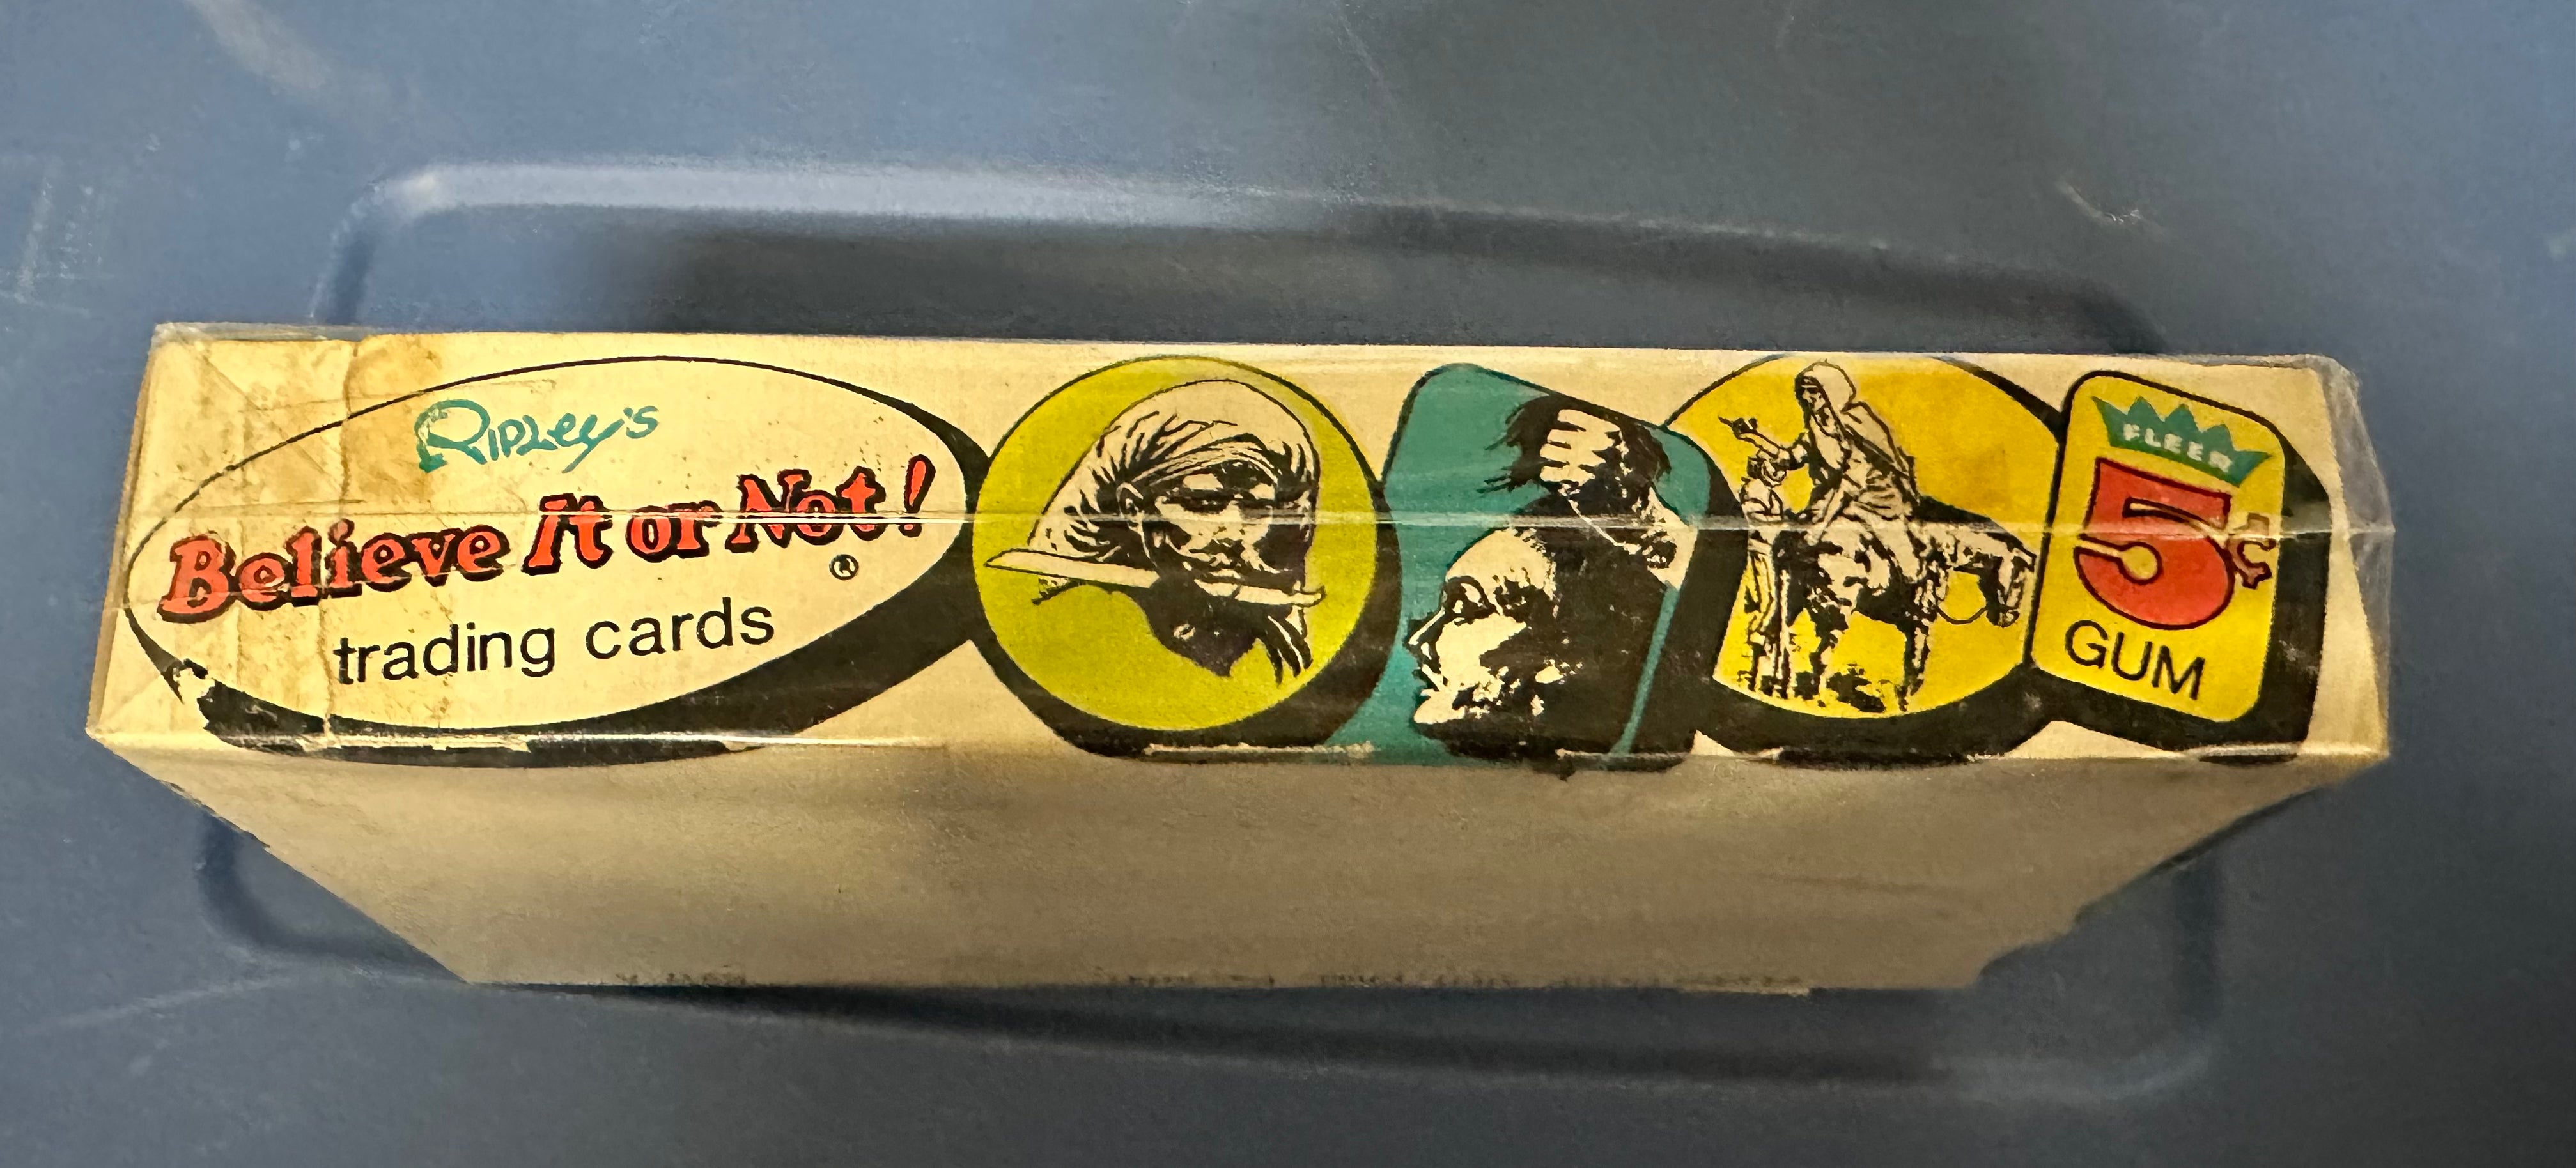 Ripley's
Believe It or Not!
®
trading cards
FLEER
5¢
GUM